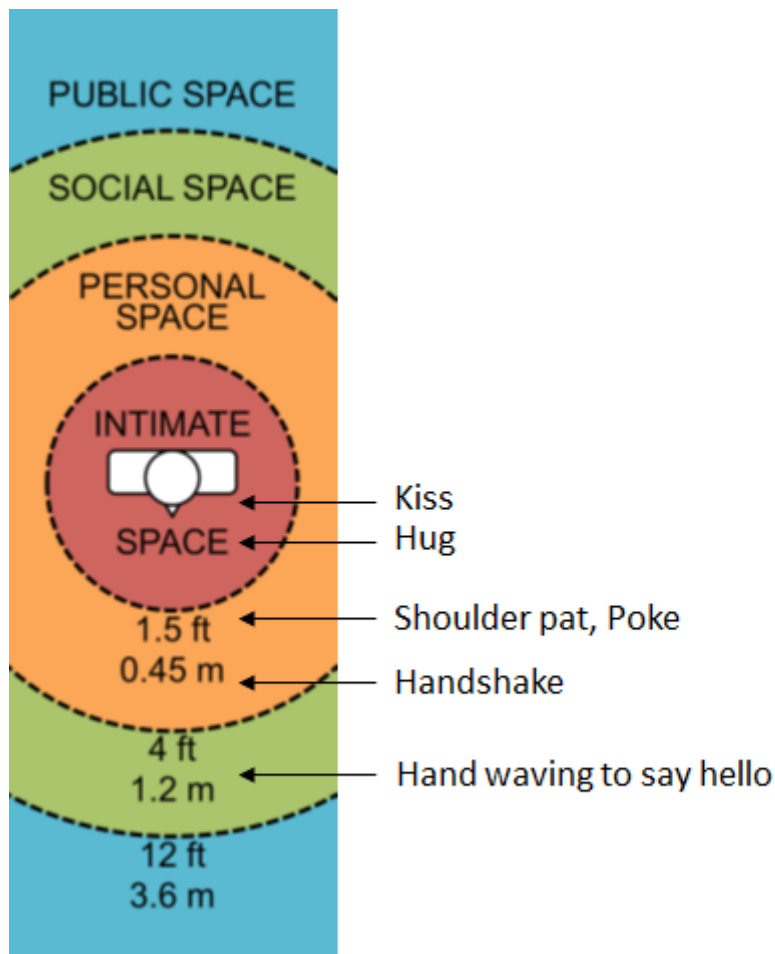 PUBLIC SPACE
SOCIAL SPACE
PERSONAL
SPACE
INTIMATE
SPACE
Kiss
Hug
1.5 ft
0.45 m
Shoulder pat, Poke
Handshake
4 ft
1.2 m
Hand waving to say hello
12 ft
3.6 m